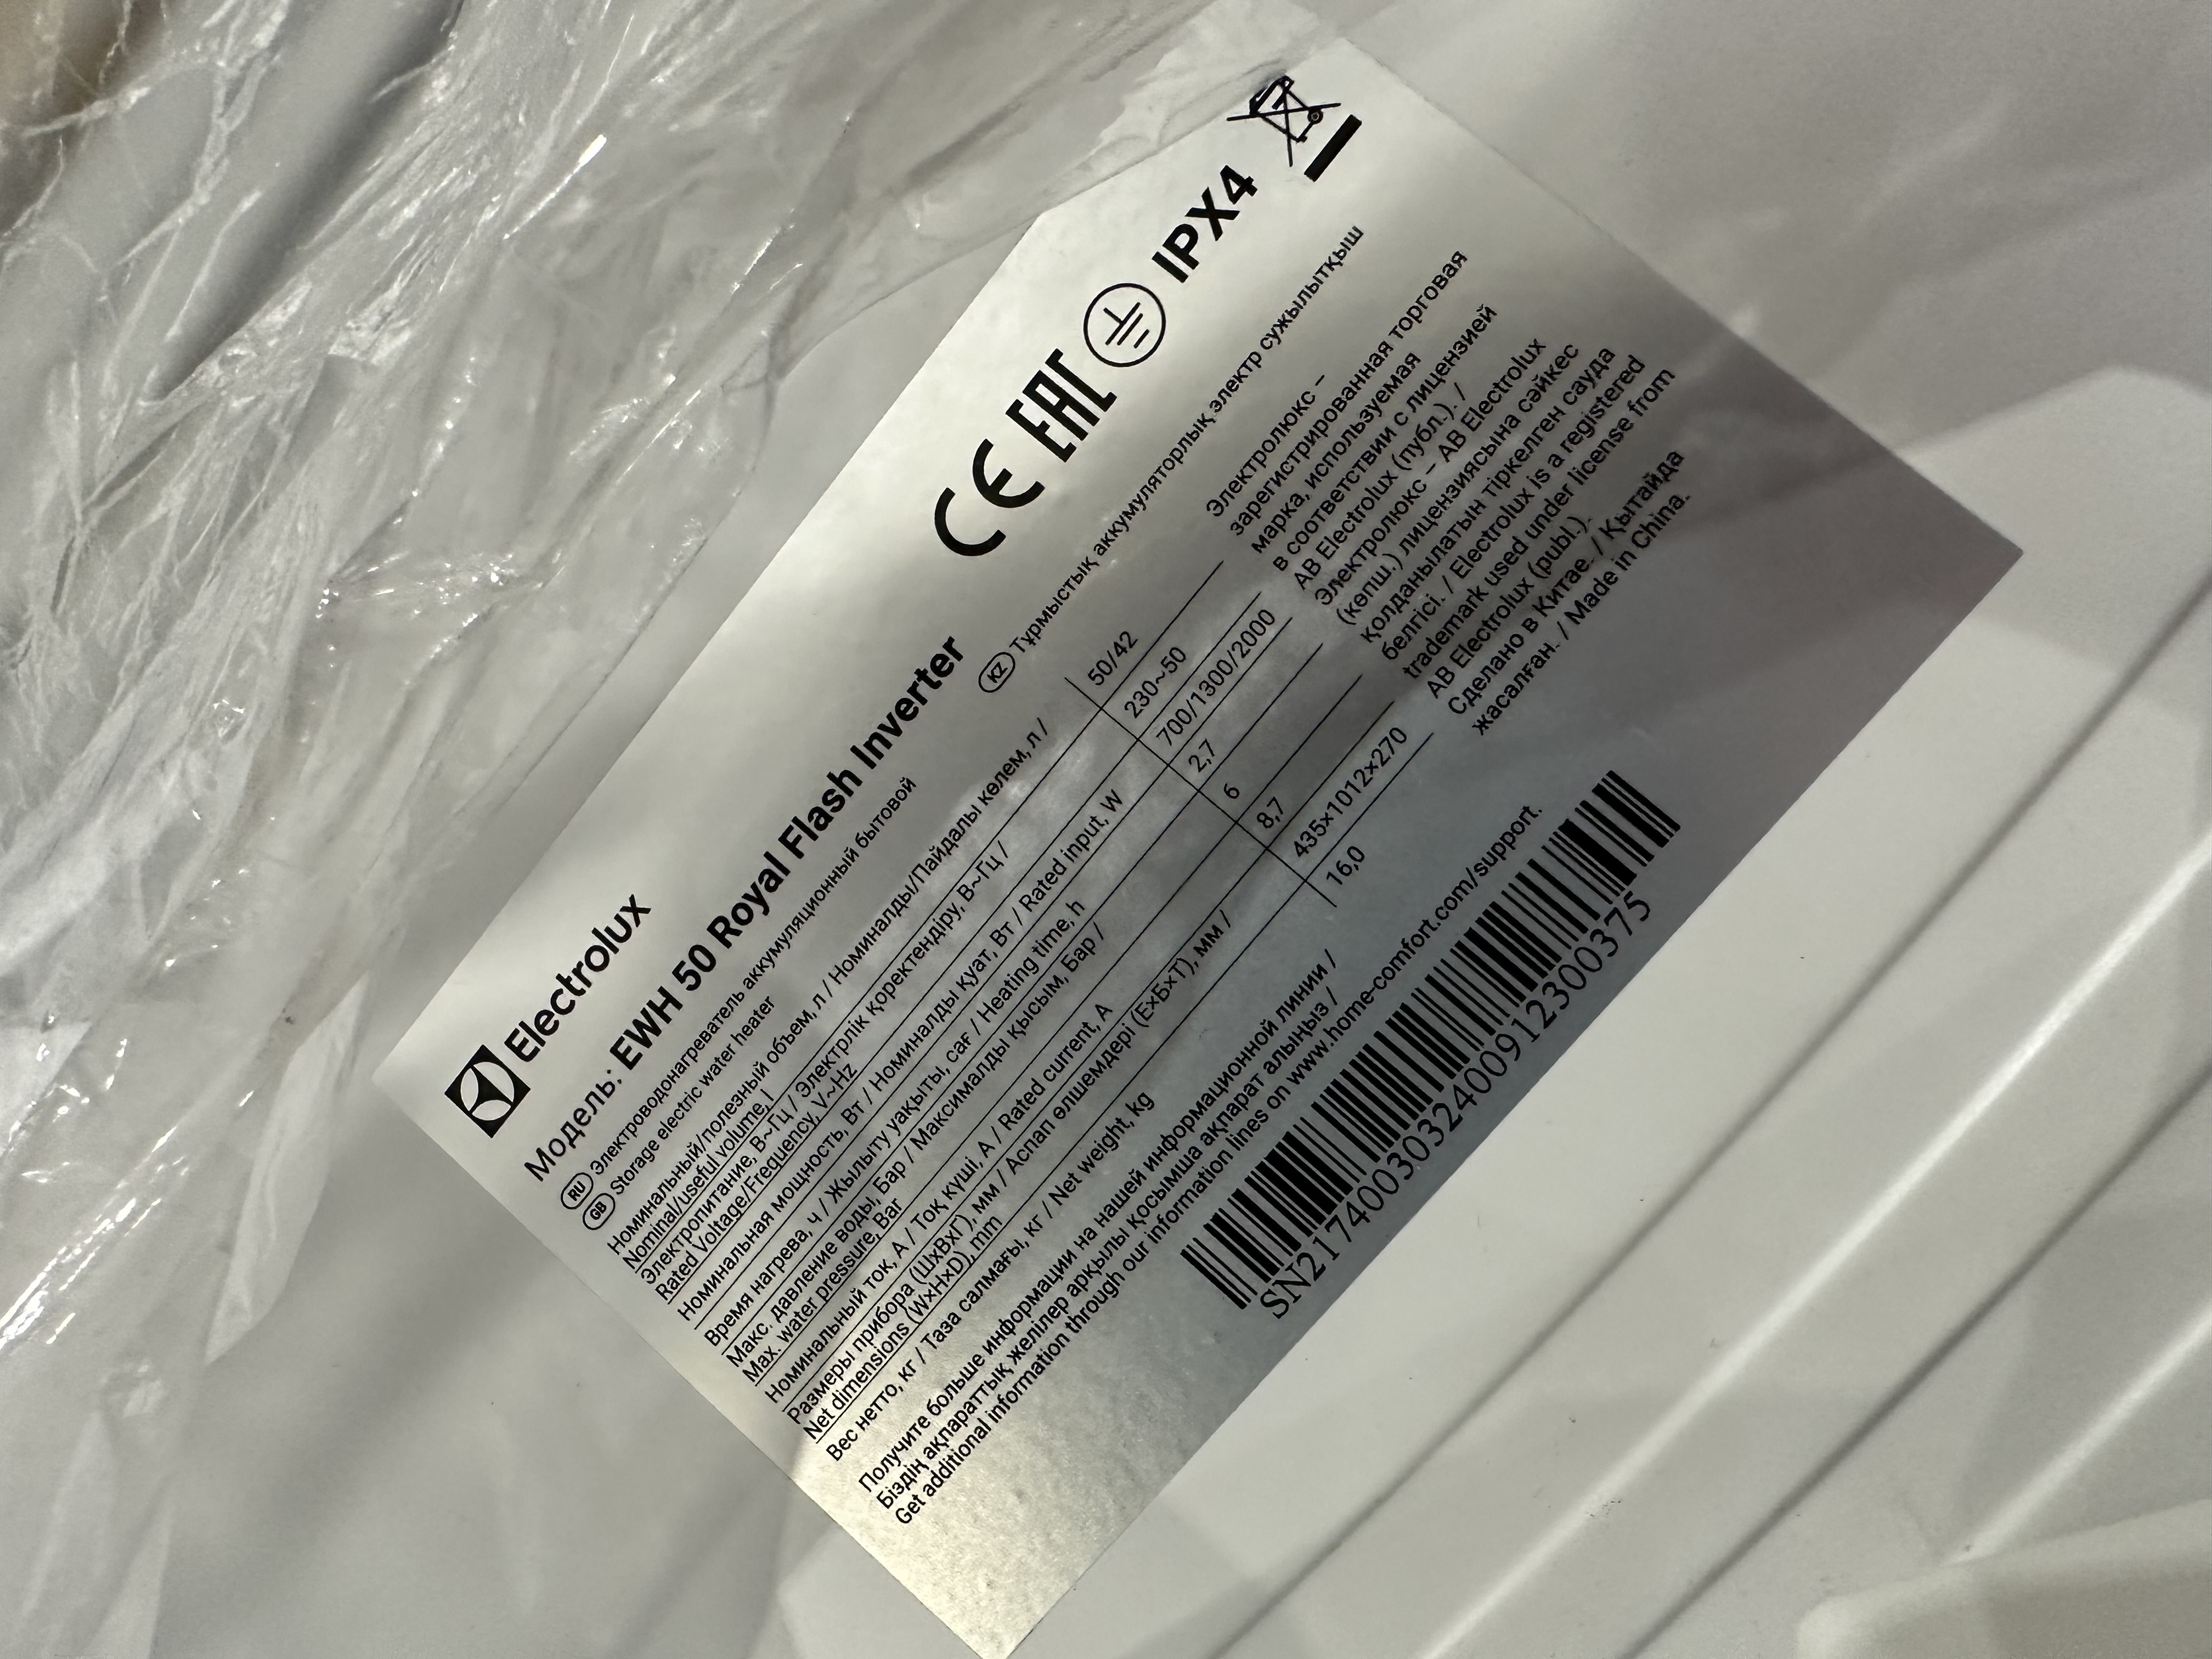 Electrolux
Модель: EWH 50 Royal Flash Inverter
CE EAC IPX4
RU Электроводонагреватель аккумуляционный бытовой
KZ Тұрмыстық аккумуляторлық электр сужылытқыш
GB Storage electric water heater
Номинальный/полезный объем, л / Номиналды/Пайдалы көлем, л /
Nominal/useful volume, l
50/42
Электропитание, В~Гц / Электрлік қоректендіру, В~Гц /
Rated Voltage/Frequency, V~Hz
230~50
Номинальная мощность, Вт / Номиналды қуат, Вт / Rated input, W
700/1300/2000
Время нагрева, ч / Жылыту уақыты, сағ / Heating time, h
2,7
Макс. давление воды, Бар / Максималды қысым, Бар /
Max. water pressure, Bar
6
Номинальный ток, А / Ток күші, А / Rated current, A
8,7
Размеры прибора (ШхВхГ), мм / Аспап өлшемдері (Е×Б×Т), мм /
Net dimensions (W×H×D), mm
435×1012×270
Вес нетто, кг / Таза салмағы, кг / Net weight, kg
16,0
Электролюкс –
зарегистрированная торговая
марка, используемая
в соответствии с лицензией
AB Electrolux (публ.). /
Электролюкс – AB Electrolux
(көпш.) лицензиясына сәйкес
қолданылатын тіркелген сауда
белгісі. / Electrolux is a registered
trademark used under license from
AB Electrolux (publ.).
Сделано в Китае. / Қытайда
жасалған. / Made in China.
Получите больше информации на нашей информационной линии /
Біздің ақпараттық желілер арқылы қосымша ақпарат алыңыз /
Get additional information through our information lines on www.home-comfort.com/support.
SN2174003032400912300375